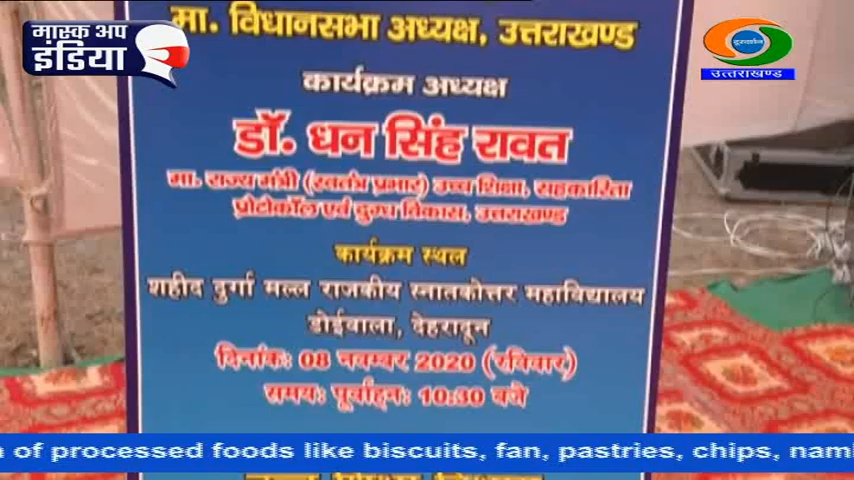 मास्क अप
इंडिया
दूरदर्शन
उत्तराखण्ड
मा. विधानसभा अध्यक्ष, उत्तराखण्ड
कार्यक्रम अध्यक्ष
डॉ. धन सिंह रावत
मा. राज्य मंत्री (स्वतंत्र प्रभार) उच्च शिक्षा, सहकारिता
प्रोटोकॉल एवं दुग्ध विकास, उत्तराखण्ड
कार्यक्रम स्थल
शहीद दुर्गा मल्ल राजकीय स्नातकोत्तर महाविद्यालय
डोईवाला, देहरादून
दिनांकः 08 नवम्बर 2020 (रविवार)
समयः पूर्वाह्नः 10:30 बजे
of processed foods like biscuits, fan, pastries, chips,